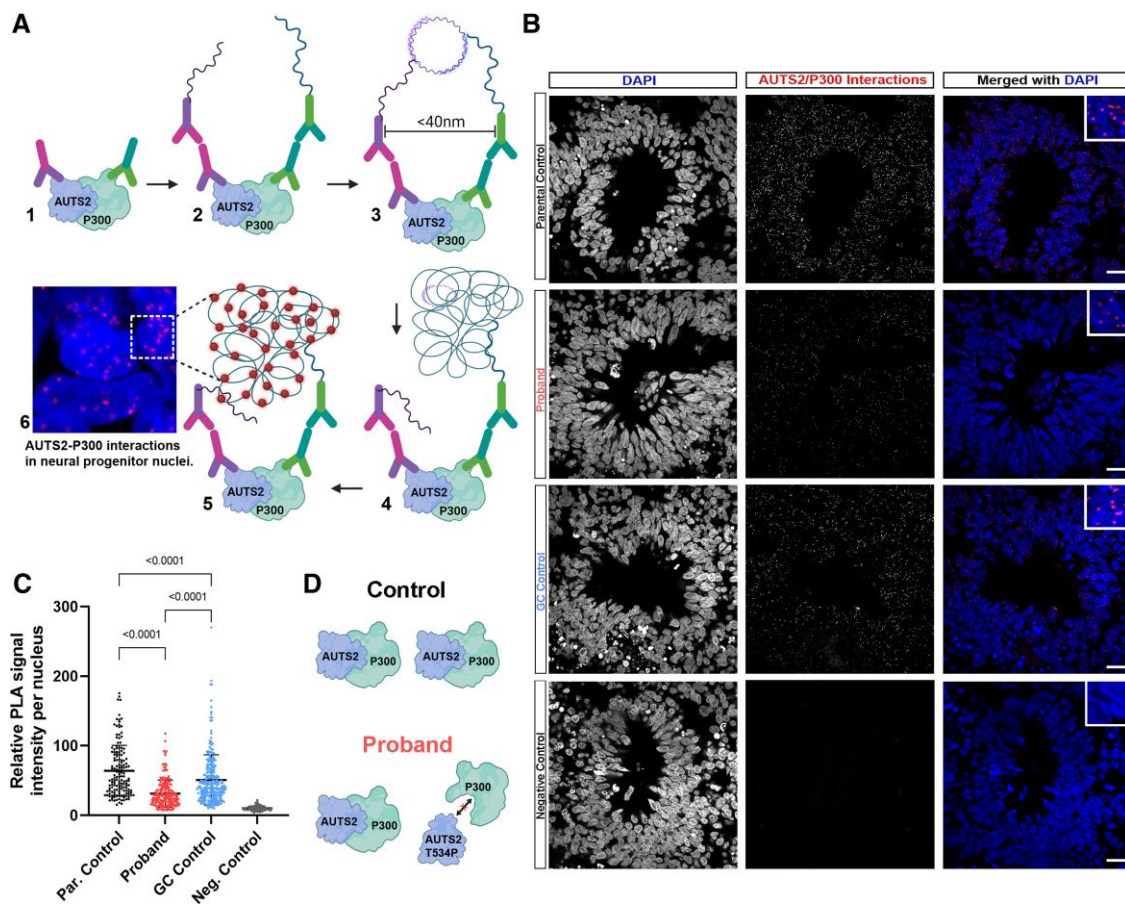 A
<40nm
AUTS2
P300
1
AUTS2
P300
2
AUTS2
P300
3
6
AUTS2-P300 interactions
in neural progenitor nuclei.
AUTS2
P300
5
AUTS2
P300
4
B
DAPI
AUTS2/P300 Interactions
Merged with DAPI
Parental Control
Proband
GC Control
Negative Control
C
<0.0001
<0.0001
<0.0001
Relative PLA signal
intensity per nucleus
300
200
100
0
Par. Control
Proband
GC Control
Neg. Control
D
Control
AUTS2
P300
AUTS2
P300
Proband
AUTS2
P300
P300
AUTS2
T534P